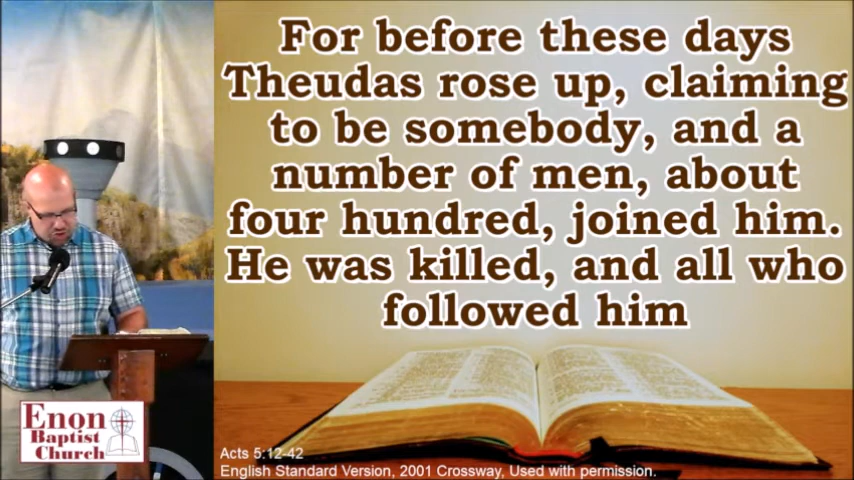 For before these days
Theudas rose up, claiming
to be somebody, and a
number of men, about
four hundred, joined him.
He was killed, and all who
followed him
Enon
Baptist
Church
Acts 5:12-42
English Standard Version, 2001 Crossway, Used with permission.